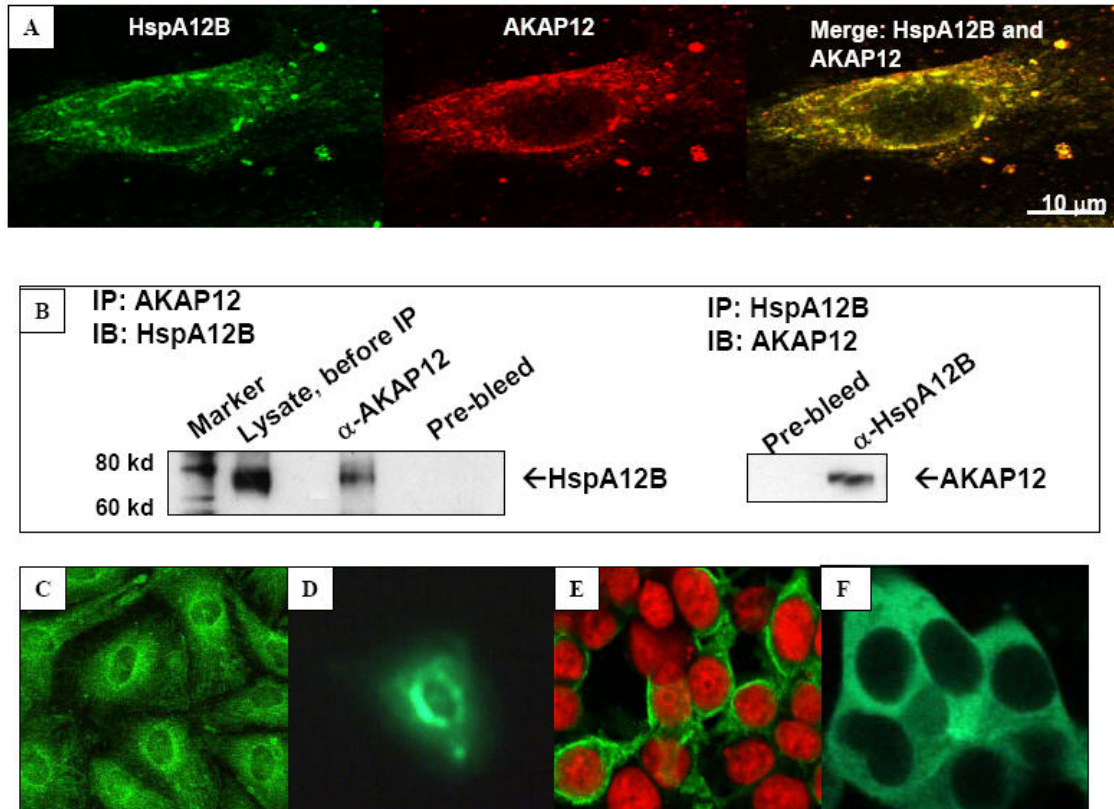 A
HspA12B
AKAP12
Merge: HspA12B and
AKAP12
10 μm
B
IP: AKAP12
IB: HspA12B
Marker
Lysate, before IP
α-AKAP12
Pre-bleed
80 kd
60 kd
←HspA12B
IP: HspA12B
IB: AKAP12
Pre-bleed
α-HspA12B
←AKAP12
C
D
E
F